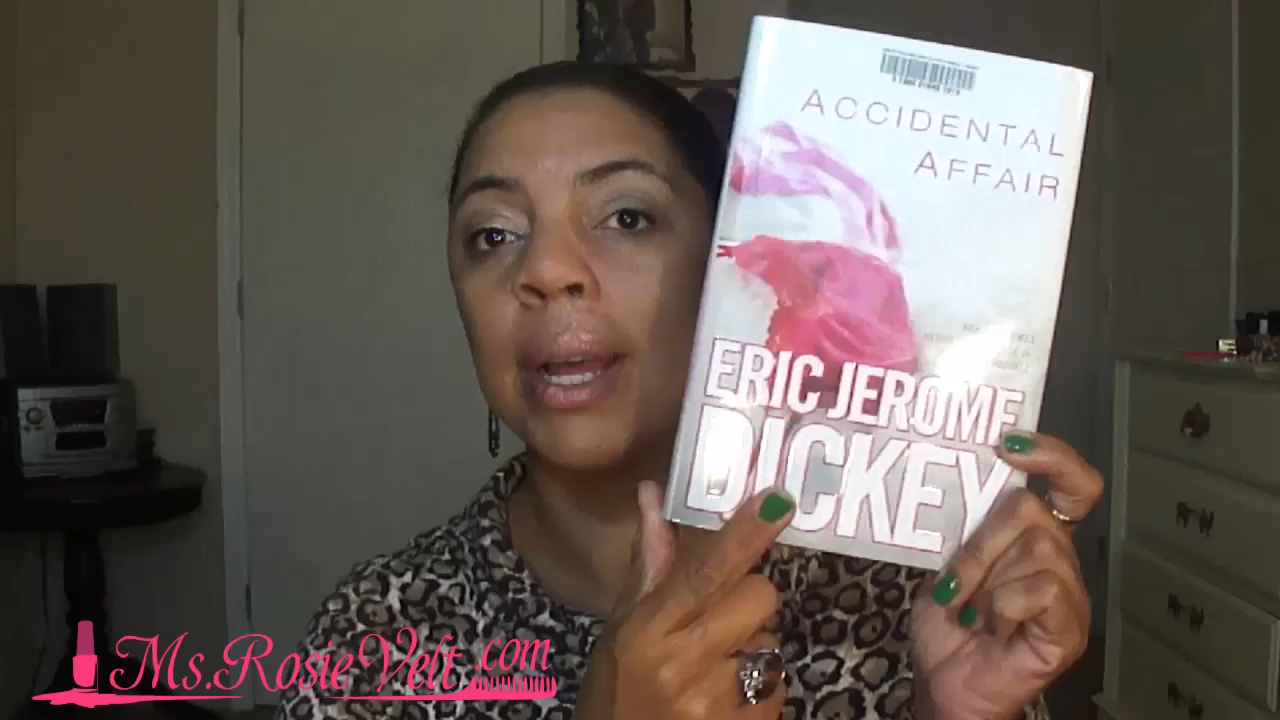 ACCIDENTAL
AFFAIR
ERIC JEROME
DICKEY
Ms.RosieVelt.com